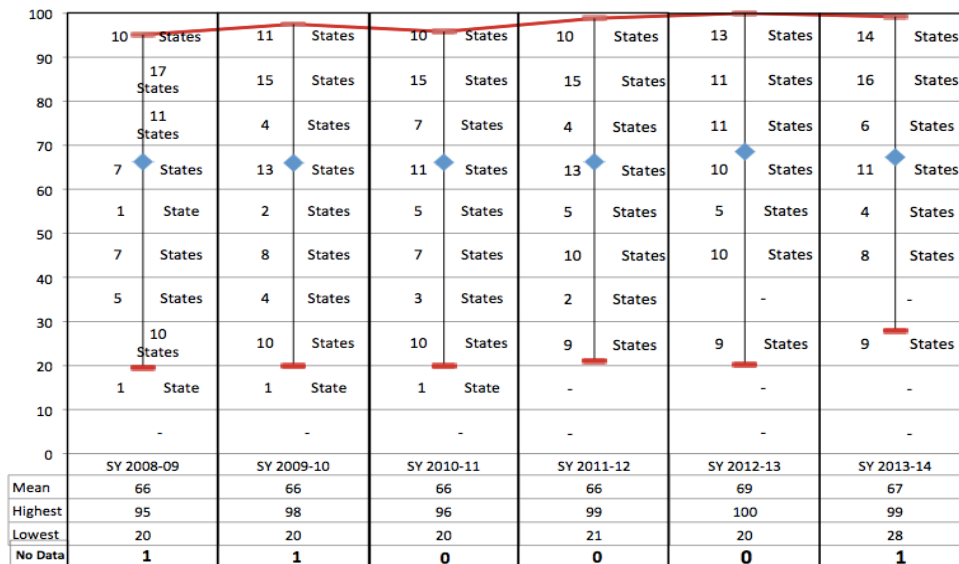 100
10 States 11 States 10 States 10 States 13 States 14 States
90
17
States 15 States 15 States 15 States 11 States 16 States
80
11
States 4 States 7 States 4 States 11 States 6 States
70
7 States 13 States 11 States 13 States 10 States 11 States
60
1 State 2 States 5 States 5 States 5 States 4 States
50
7 States 8 States 7 States 10 States 10 States 8 States
40
5 States 4 States 3 States 2 States - -
30
10
States 10 States 10 States 9 States 9 States 9 States
20
1 State 1 State 1 State - - -
10
- - - - - -
0
SY 2008-09 SY 2009-10 SY 2010-11 SY 2011-12 SY 2012-13 SY 2013-14
Mean 66 66 66 66 69 67
Highest 95 98 96 99 100 99
Lowest 20 20 20 21 20 28
No Data 1 1 0 0 0 1